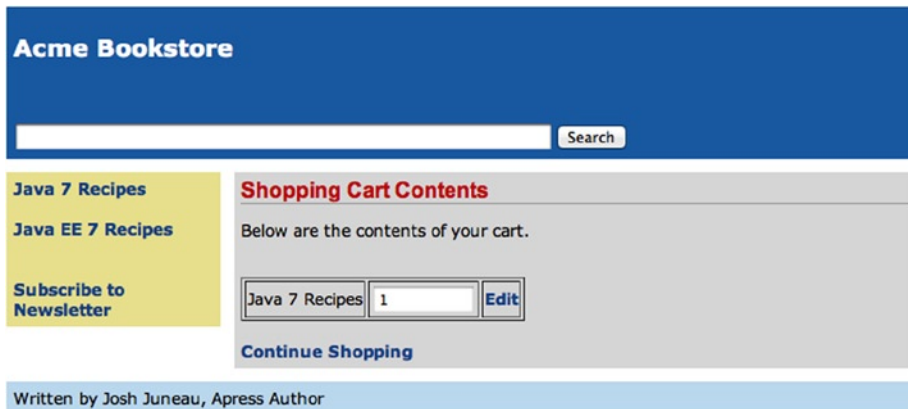 Acme Bookstore
Search
Java 7 Recipes
Java EE 7 Recipes
Subscribe to
Newsletter
Shopping Cart Contents
Below are the contents of your cart.
Java 7 Recipes 1 Edit
Continue Shopping
Written by Josh Juneau, Apress Author